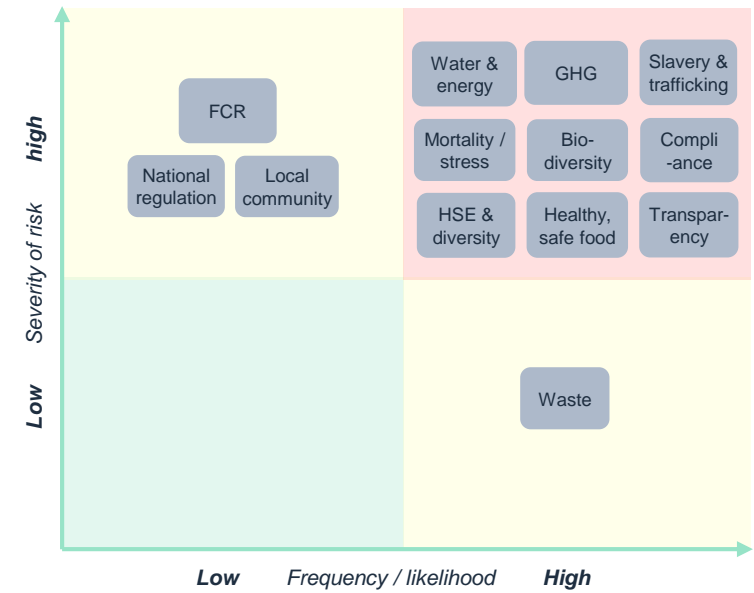 Water &
energy
GHG
Slavery &
trafficking
FCR
Mortality /
stress
Bio-
diversity
Compli
-ance
National
regulation
Local
community
HSE &
diversity
Healthy,
safe food
Transpar-
ency
Waste
Low Severity of risk high
Low Frequency / likelihood High